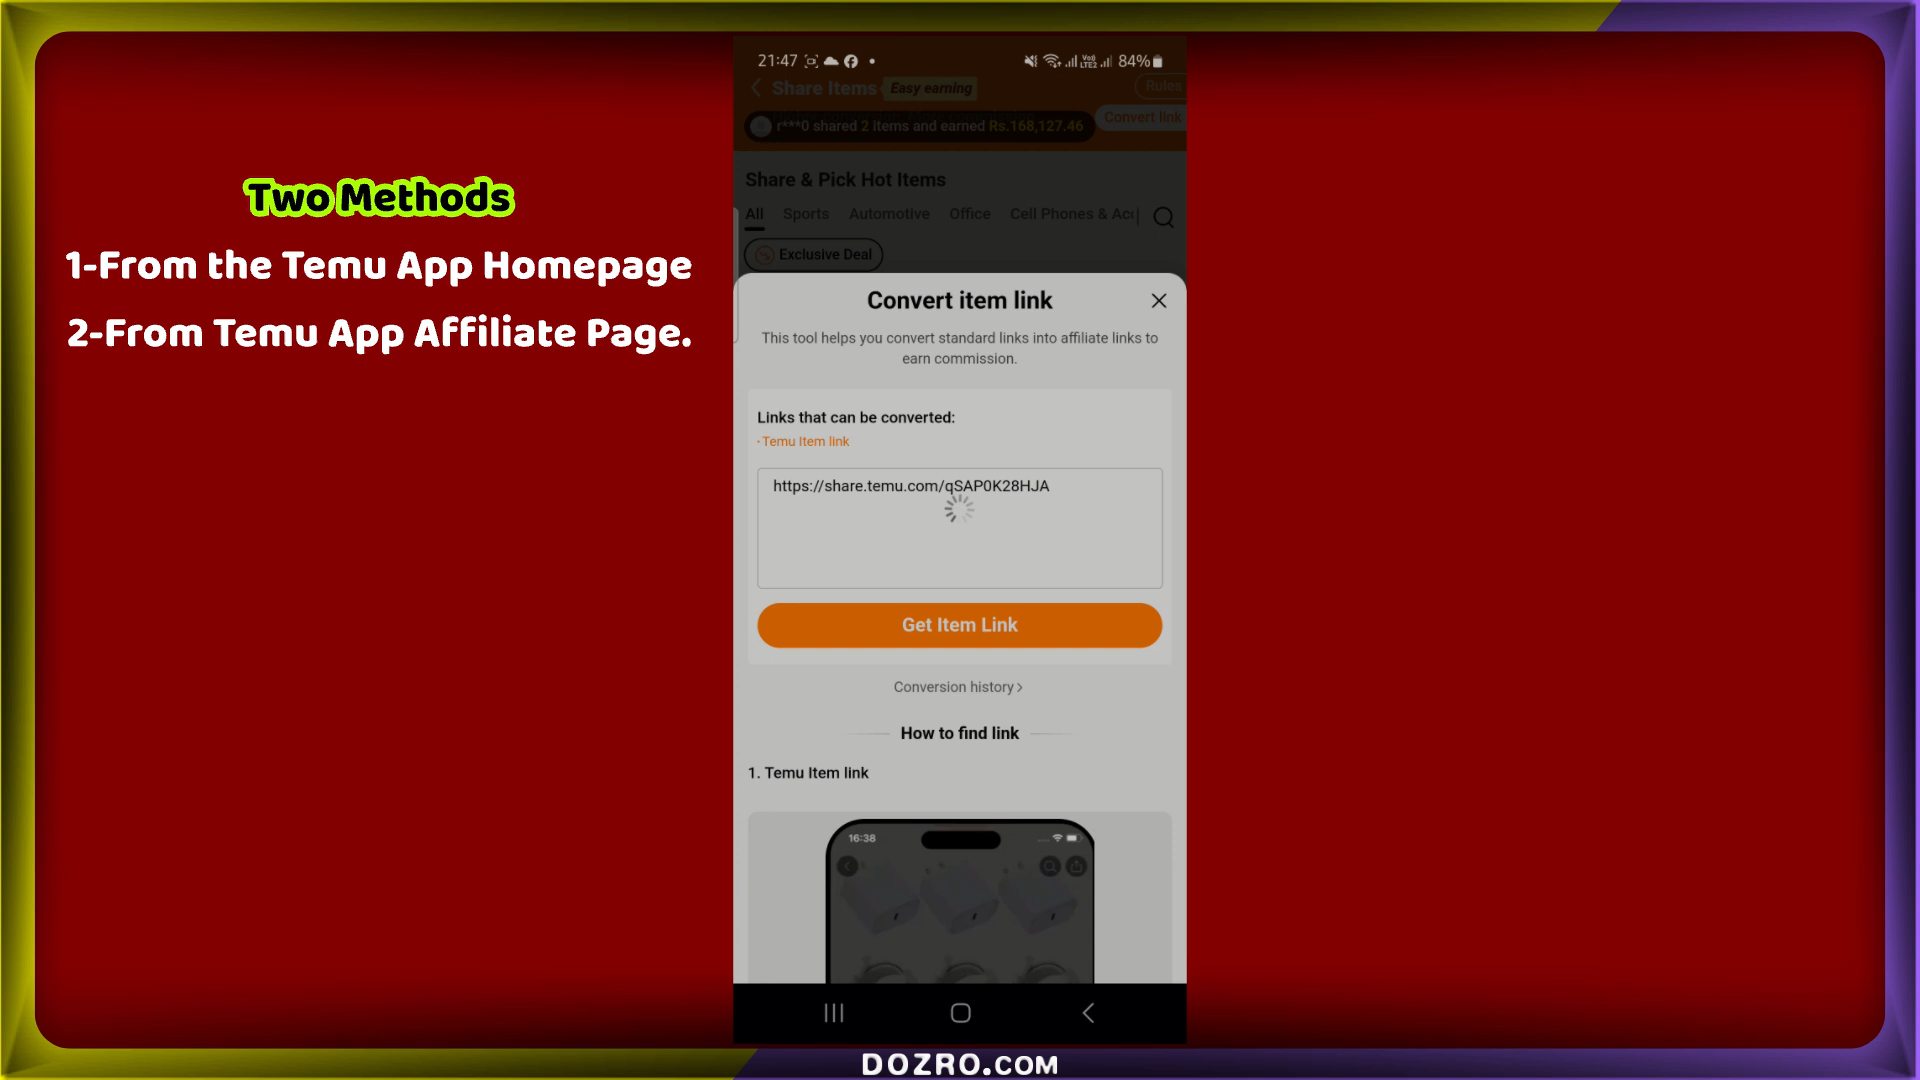 Two Methods
1-From the Temu App Homepage
2-From Temu App Affiliate Page.
21:47
84%
Share Items
Easy earning
Rules
r***0 shared 2 items and earned Rs.168,127.46
Convert link
Share & Pick Hot Items
All Sports Automotive Office Cell Phones & Acc
Exclusive Deal
Convert item link
This tool helps you convert standard links into affiliate links to
earn commission.
Links that can be converted:
·Temu Item link
https://share.temu.com/qSAP0K28HJA
Get Item Link
Conversion history
How to find link
1. Temu Item link
16:38
DOZRO.COM